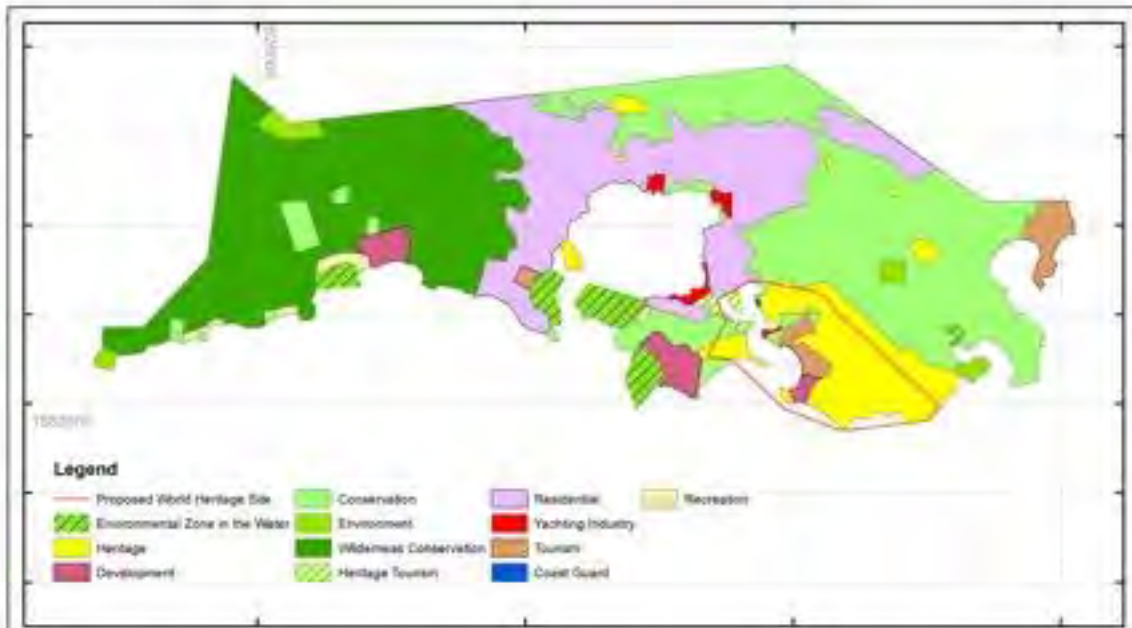 Legend
Proposed World Heritage Site
Environmental Zone in the Water
Heritage
Development
Conservation
Environment
Wilderness Conservation
Heritage Tourism
Residential
Yachting Industry
Tourism
Coast Guard
Recreation